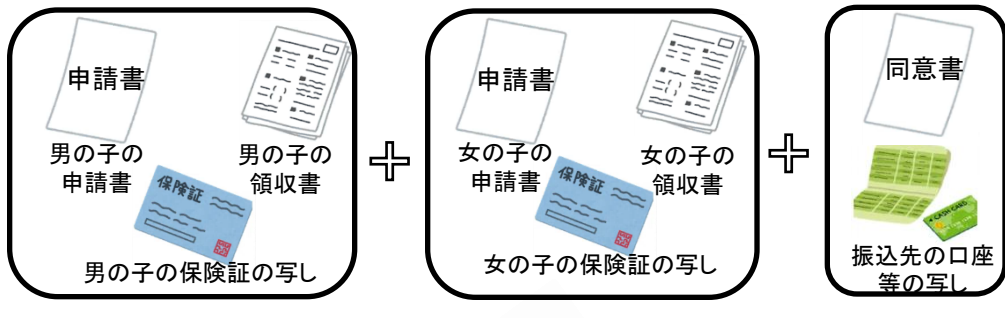 申請書
男の子の
申請書
男の子の
領収書
保険証
男の子の保険証の写し
申請書
女の子の
申請書
女の子の
領収書
保険証
女の子の保険証の写し
同意書
CASH CARD
振込先の口座
等の写し